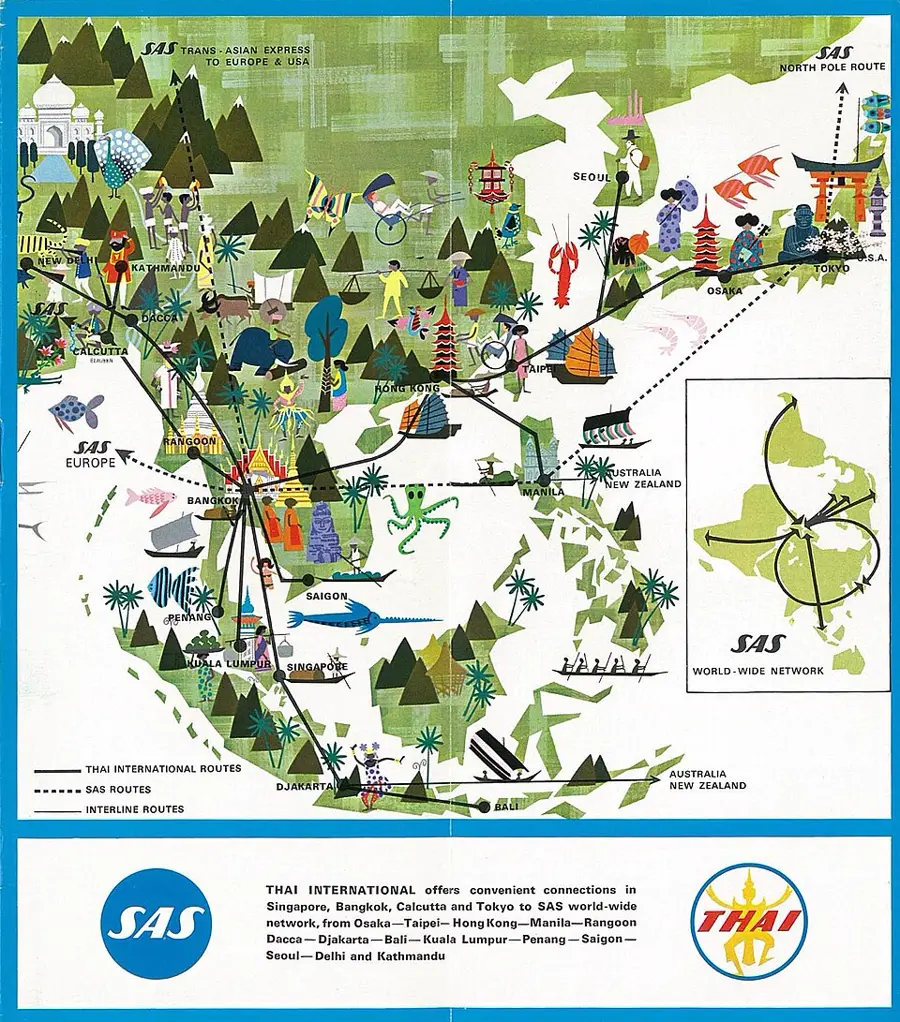 SAS TRANS-ASIAN EXPRESS
TO EUROPE & USA
SAS
NORTH POLE ROUTE
SEOUL
NEW DELHI
KATHMANDU
U.S.A.
TOKYO
OSAKA
DACCA
SAS
CALCUTTA
TAIPEI
HONG KONG
RANGOON
SAS
EUROPE
BANGKOK
MANILA
AUSTRALIA
NEW ZEALAND
SAIGON
PENANG
KUALA LUMPUR
SINGAPORE
SAS
WORLD-WIDE NETWORK
THAI INTERNATIONAL ROUTES
SAS ROUTES
INTERLINE ROUTES
DJAKARTA
BALI
AUSTRALIA
NEW ZEALAND
SAS
THAI INTERNATIONAL offers convenient connections in
Singapore, Bangkok, Calcutta and Tokyo to SAS world-wide
network, from Osaka—Taipei—Hong Kong—Manila—Rangoon
Dacca—Djakarta—Bali—Kuala Lumpur—Penang—Saigon—
Seoul—Delhi and Kathmandu
THAI